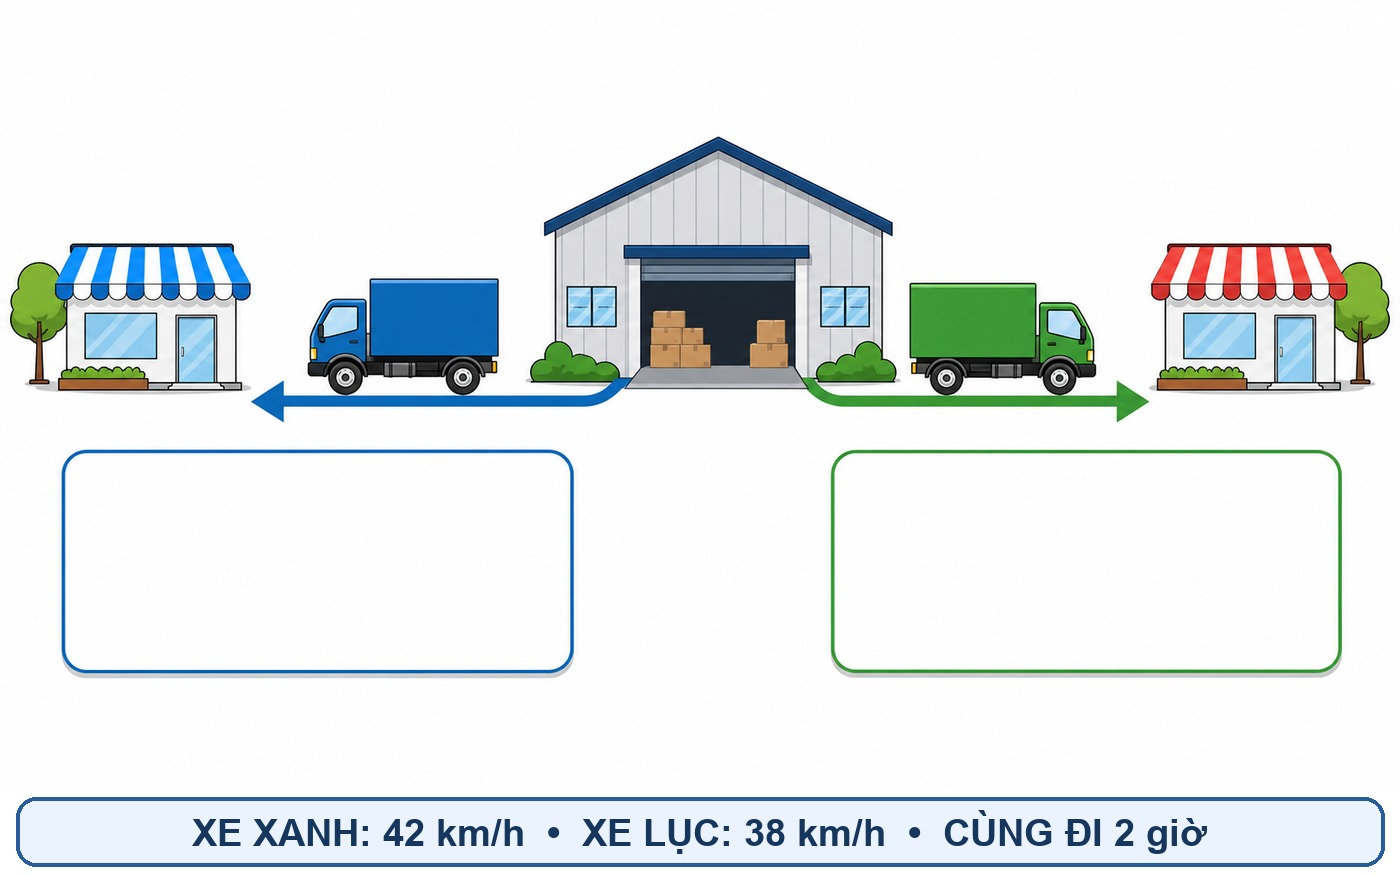 XE XANH: 42 km/h • XE LỤC: 38 km/h • CÙNG ĐI 2 giờ